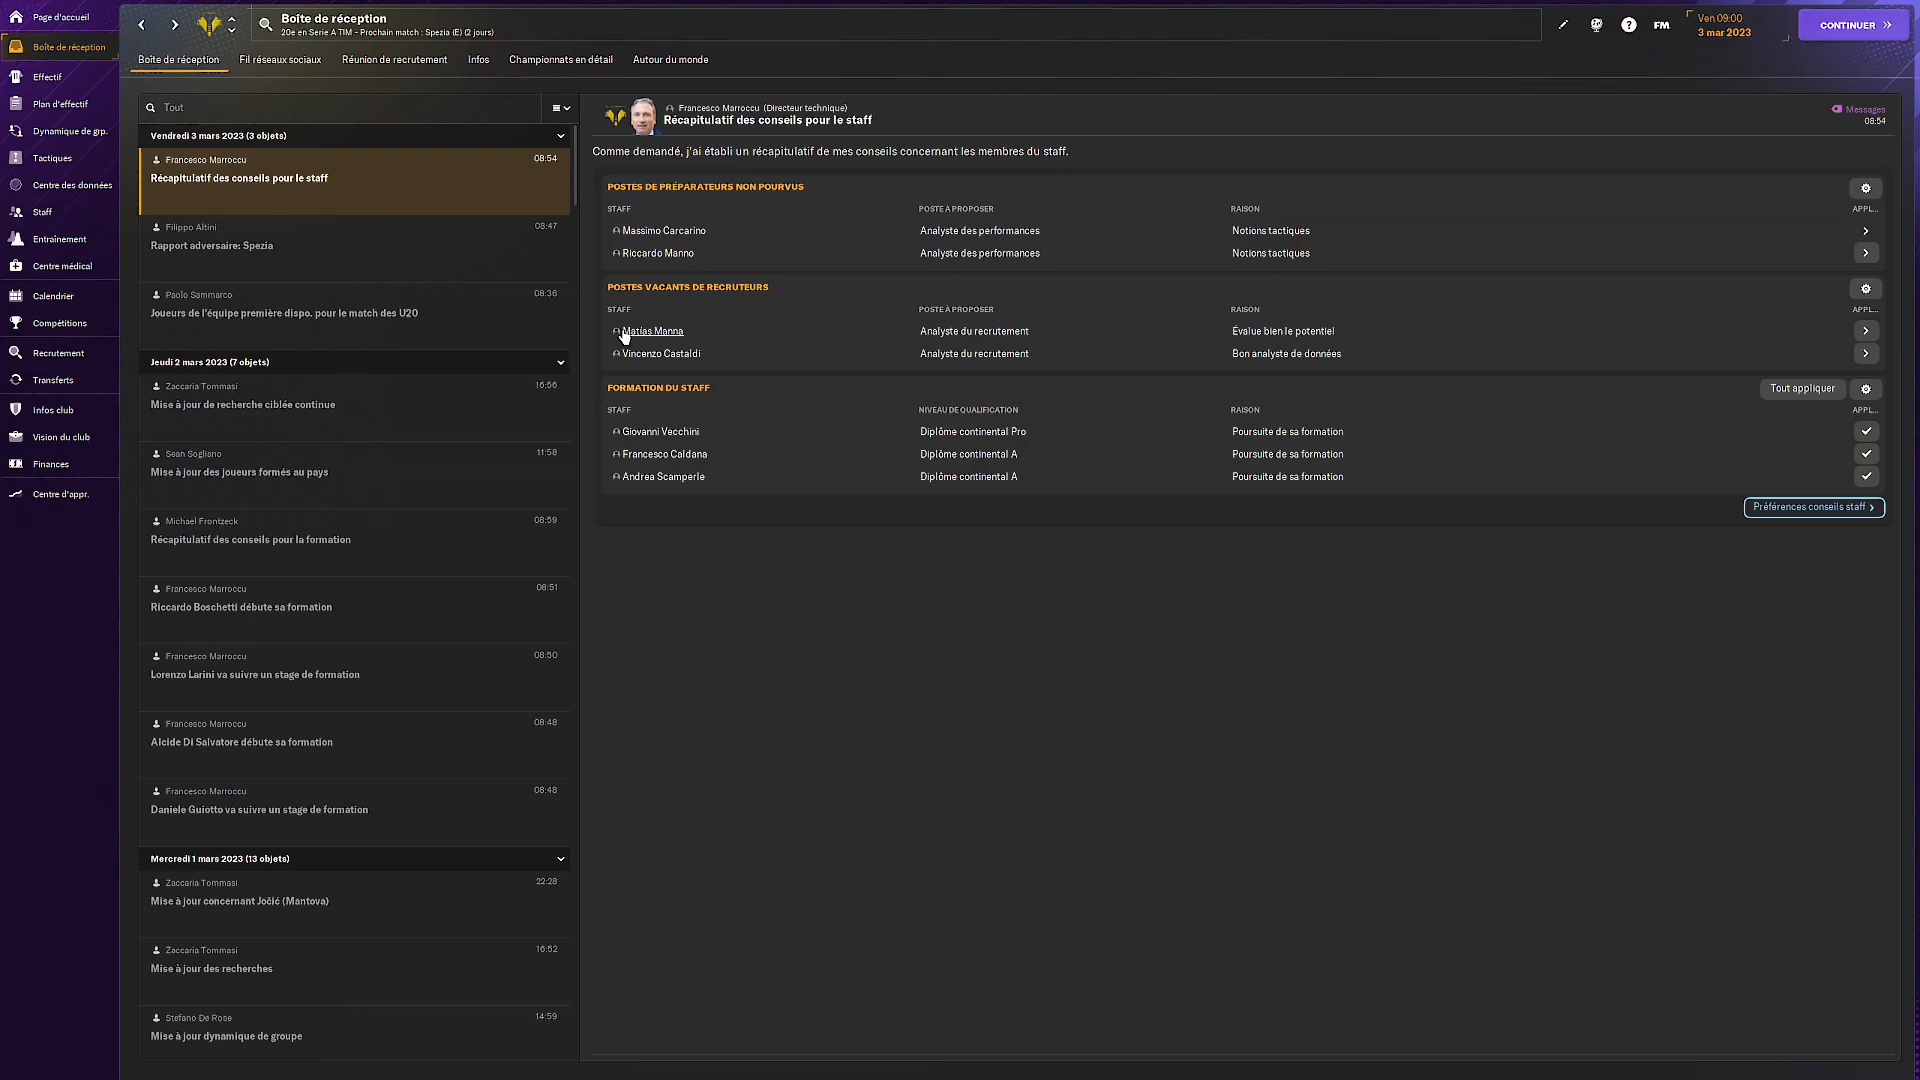 Page d'accueil
Boîte de réception
Effectif
Plan d'effectif
Dynamique de grp.
Tactiques
Centre des données
Staff
Entraînement
Centre médical
Calendrier
Compétitions
Recrutement
Transferts
Infos club
Vision du club
Finances
Centre d'appr.
Boîte de réception
20e en Serie A TIM - Prochain match : Spezia (E) (2 jours)
FM
Ven 09:00
3 mar 2023
CONTINUER
Boîte de réception
Fil réseaux sociaux
Réunion de recrutement
Infos
Championnats en détail
Autour du monde
Tout
Vendredi 3 mars 2023 (3 objets)
Francesco Marroccu 08:54
Récapitulatif des conseils pour le staff
Filippo Altini 08:47
Rapport adversaire: Spezia
Paolo Sammarco 08:36
Joueurs de l'équipe première dispo. pour le match des U20
Jeudi 2 mars 2023 (7 objets)
Zaccaria Tommasi 16:56
Mise à jour de recherche ciblée continue
Sean Sogliano 11:58
Mise à jour des joueurs formés au pays
Michael Frontzeck 08:59
Récapitulatif des conseils pour la formation
Francesco Marroccu 08:51
Riccardo Boschetti débute sa formation
Francesco Marroccu 08:50
Lorenzo Larini va suivre un stage de formation
Francesco Marroccu 08:48
Alcide Di Salvatore débute sa formation
Francesco Marroccu 08:48
Daniele Guiotto va suivre un stage de formation
Mercredi 1 mars 2023 (13 objets)
Zaccaria Tommasi 22:28
Mise à jour concernant Jočić (Mantova)
Zaccaria Tommasi 16:52
Mise à jour des recherches
Stefano De Rose 14:59
Mise à jour dynamique de groupe
Francesco Marroccu (Directeur technique)
Récapitulatif des conseils pour le staff
Messages
08:54
Comme demandé, j'ai établi un récapitulatif de mes conseils concernant les membres du staff.
POSTES DE PRÉPARATEURS NON POURVUS
STAFF POSTE À PROPOSER RAISON APPL...
Massimo Carcarino Analyste des performances Notions tactiques
Riccardo Manno Analyste des performances Notions tactiques
POSTES VACANTS DE RECRUTEURS
STAFF POSTE À PROPOSER RAISON APPL...
Matías Manna Analyste du recrutement Évalue bien le potentiel
Vincenzo Castaldi Analyste du recrutement Bon analyste de données
FORMATION DU STAFF Tout appliquer
STAFF NIVEAU DE QUALIFICATION RAISON APPL...
Giovanni Vecchini Diplôme continental Pro Poursuite de sa formation
Francesco Caldana Diplôme continental A Poursuite de sa formation
Andrea Scamperle Diplôme continental A Poursuite de sa formation
Préférences conseils staff